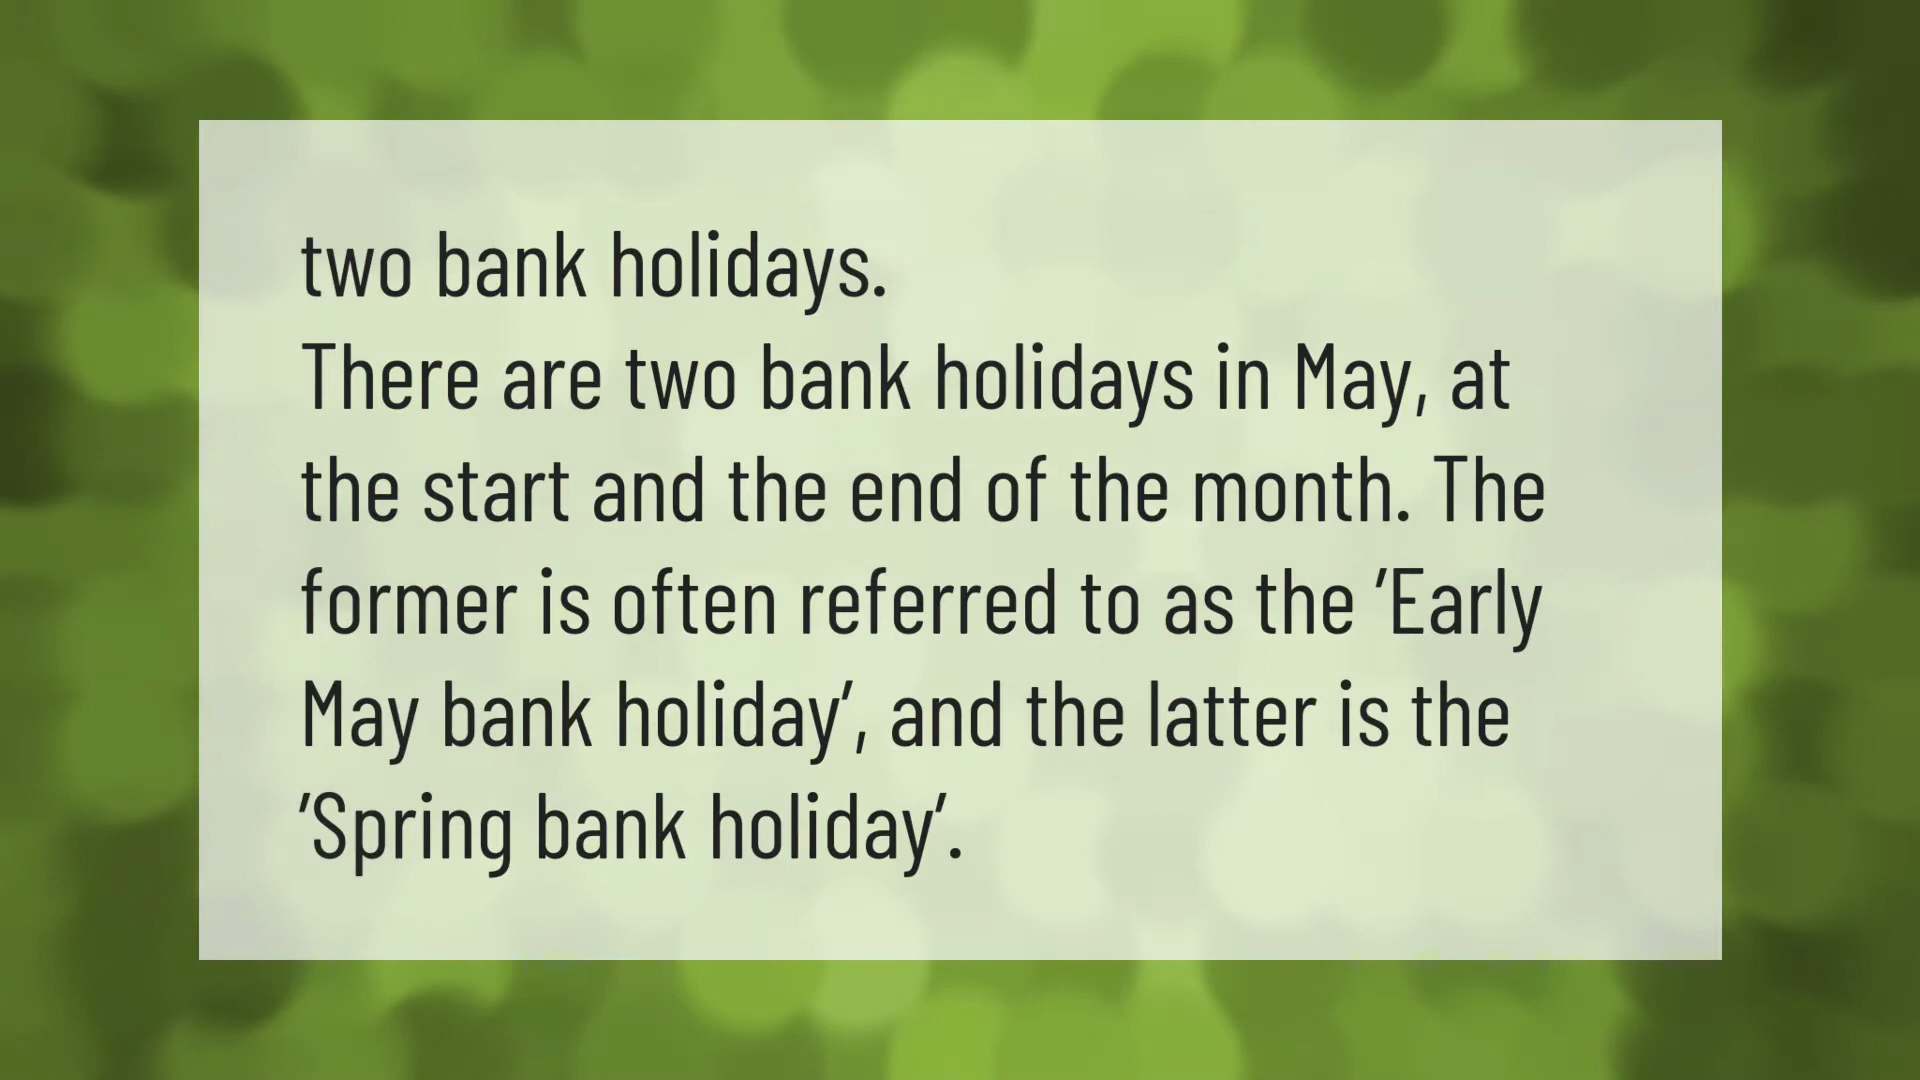 two bank holidays.
There are two bank holidays in May, at
the start and the end of the month. The
former is often referred to as the ′Early
May bank holiday′, and the latter is the
′Spring bank holiday′.